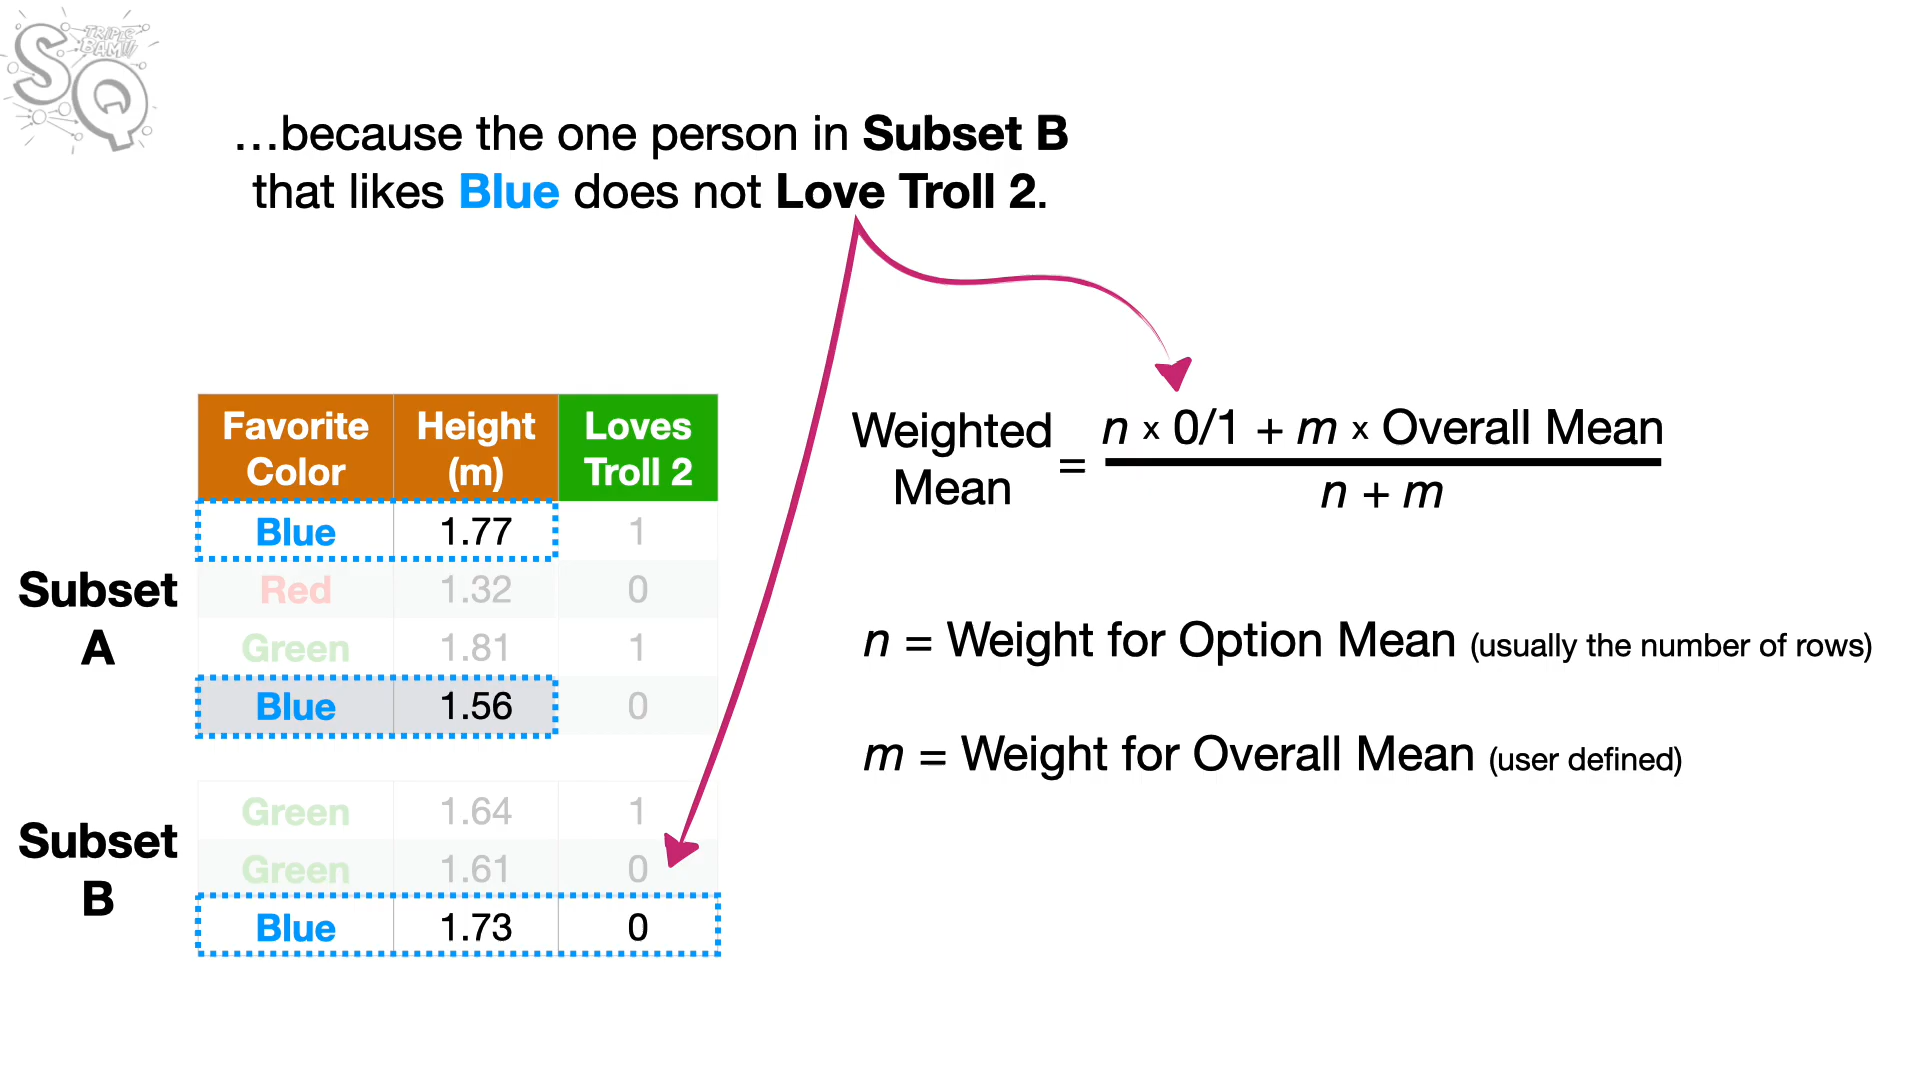 TRIPLE
BAM!!!
SQ
…because the one person in Subset B
that likes Blue does not Love Troll 2.
Favorite Color Height (m) Loves Troll 2
Subset A
Blue 1.77 1
Red 1.32 0
Green 1.81 1
Blue 1.56 0
Subset B
Green 1.64 1
Green 1.61 0
Blue 1.73 0
Weighted Mean = n x 0/1 + m x Overall Mean
n + m
n = Weight for Option Mean (usually the number of rows)
m = Weight for Overall Mean (user defined)